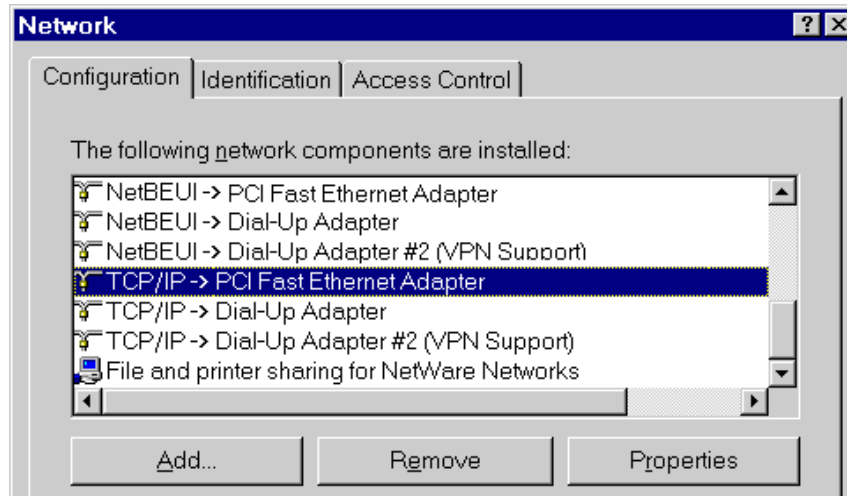 Network
Configuration Identification Access Control
The following network components are installed:
NetBEUI -> PCI Fast Ethernet Adapter
NetBEUI -> Dial-Up Adapter
NetBEUI -> Dial-Up Adapter #2 (VPN Support)
TCP/IP -> PCI Fast Ethernet Adapter
TCP/IP -> Dial-Up Adapter
TCP/IP -> Dial-Up Adapter #2 (VPN Support)
File and printer sharing for NetWare Networks
Add... Remove Properties